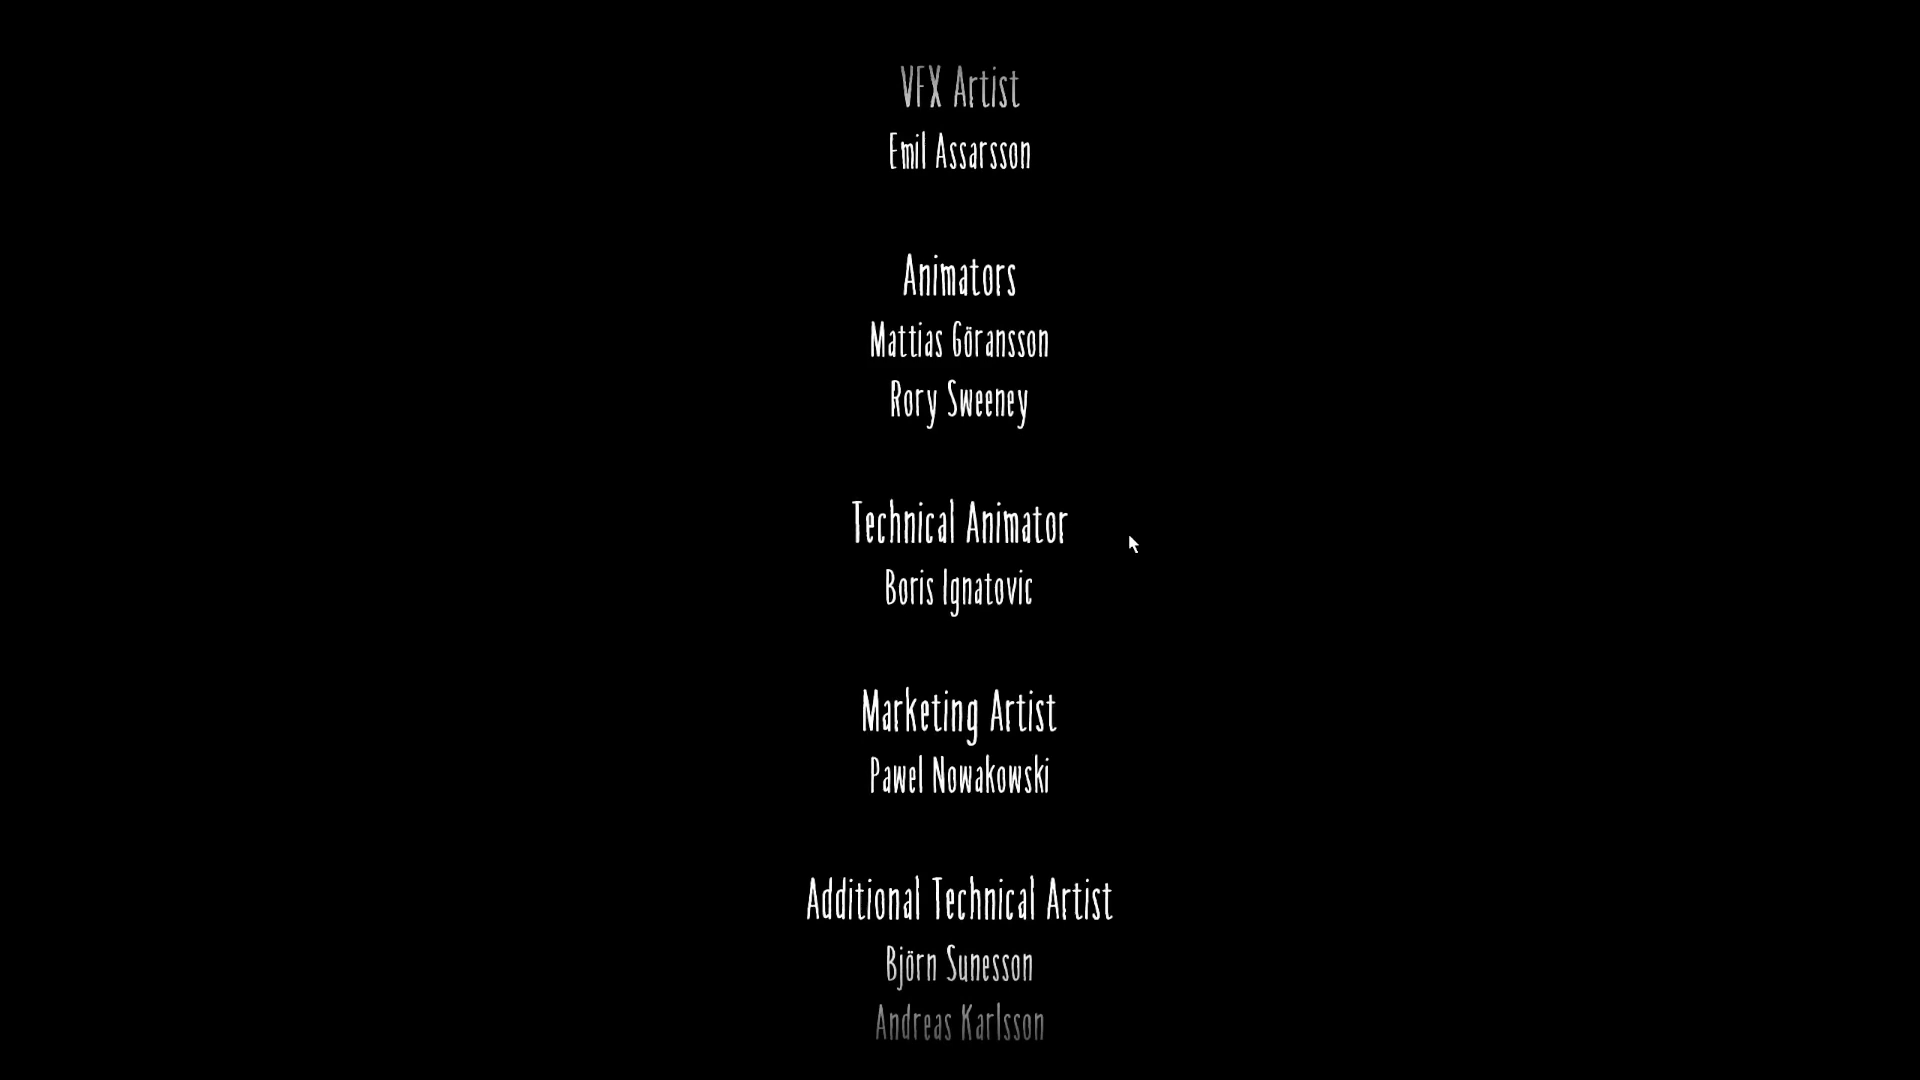 VFX Artist
Emil Assarsson
Animators
Mattias Göransson
Rory Sweeney
Technical Animator
Boris Ignatovic
Marketing Artist
Pawel Nowakowski
Additional Technical Artist
Björn Sunesson
Andreas Karlsson